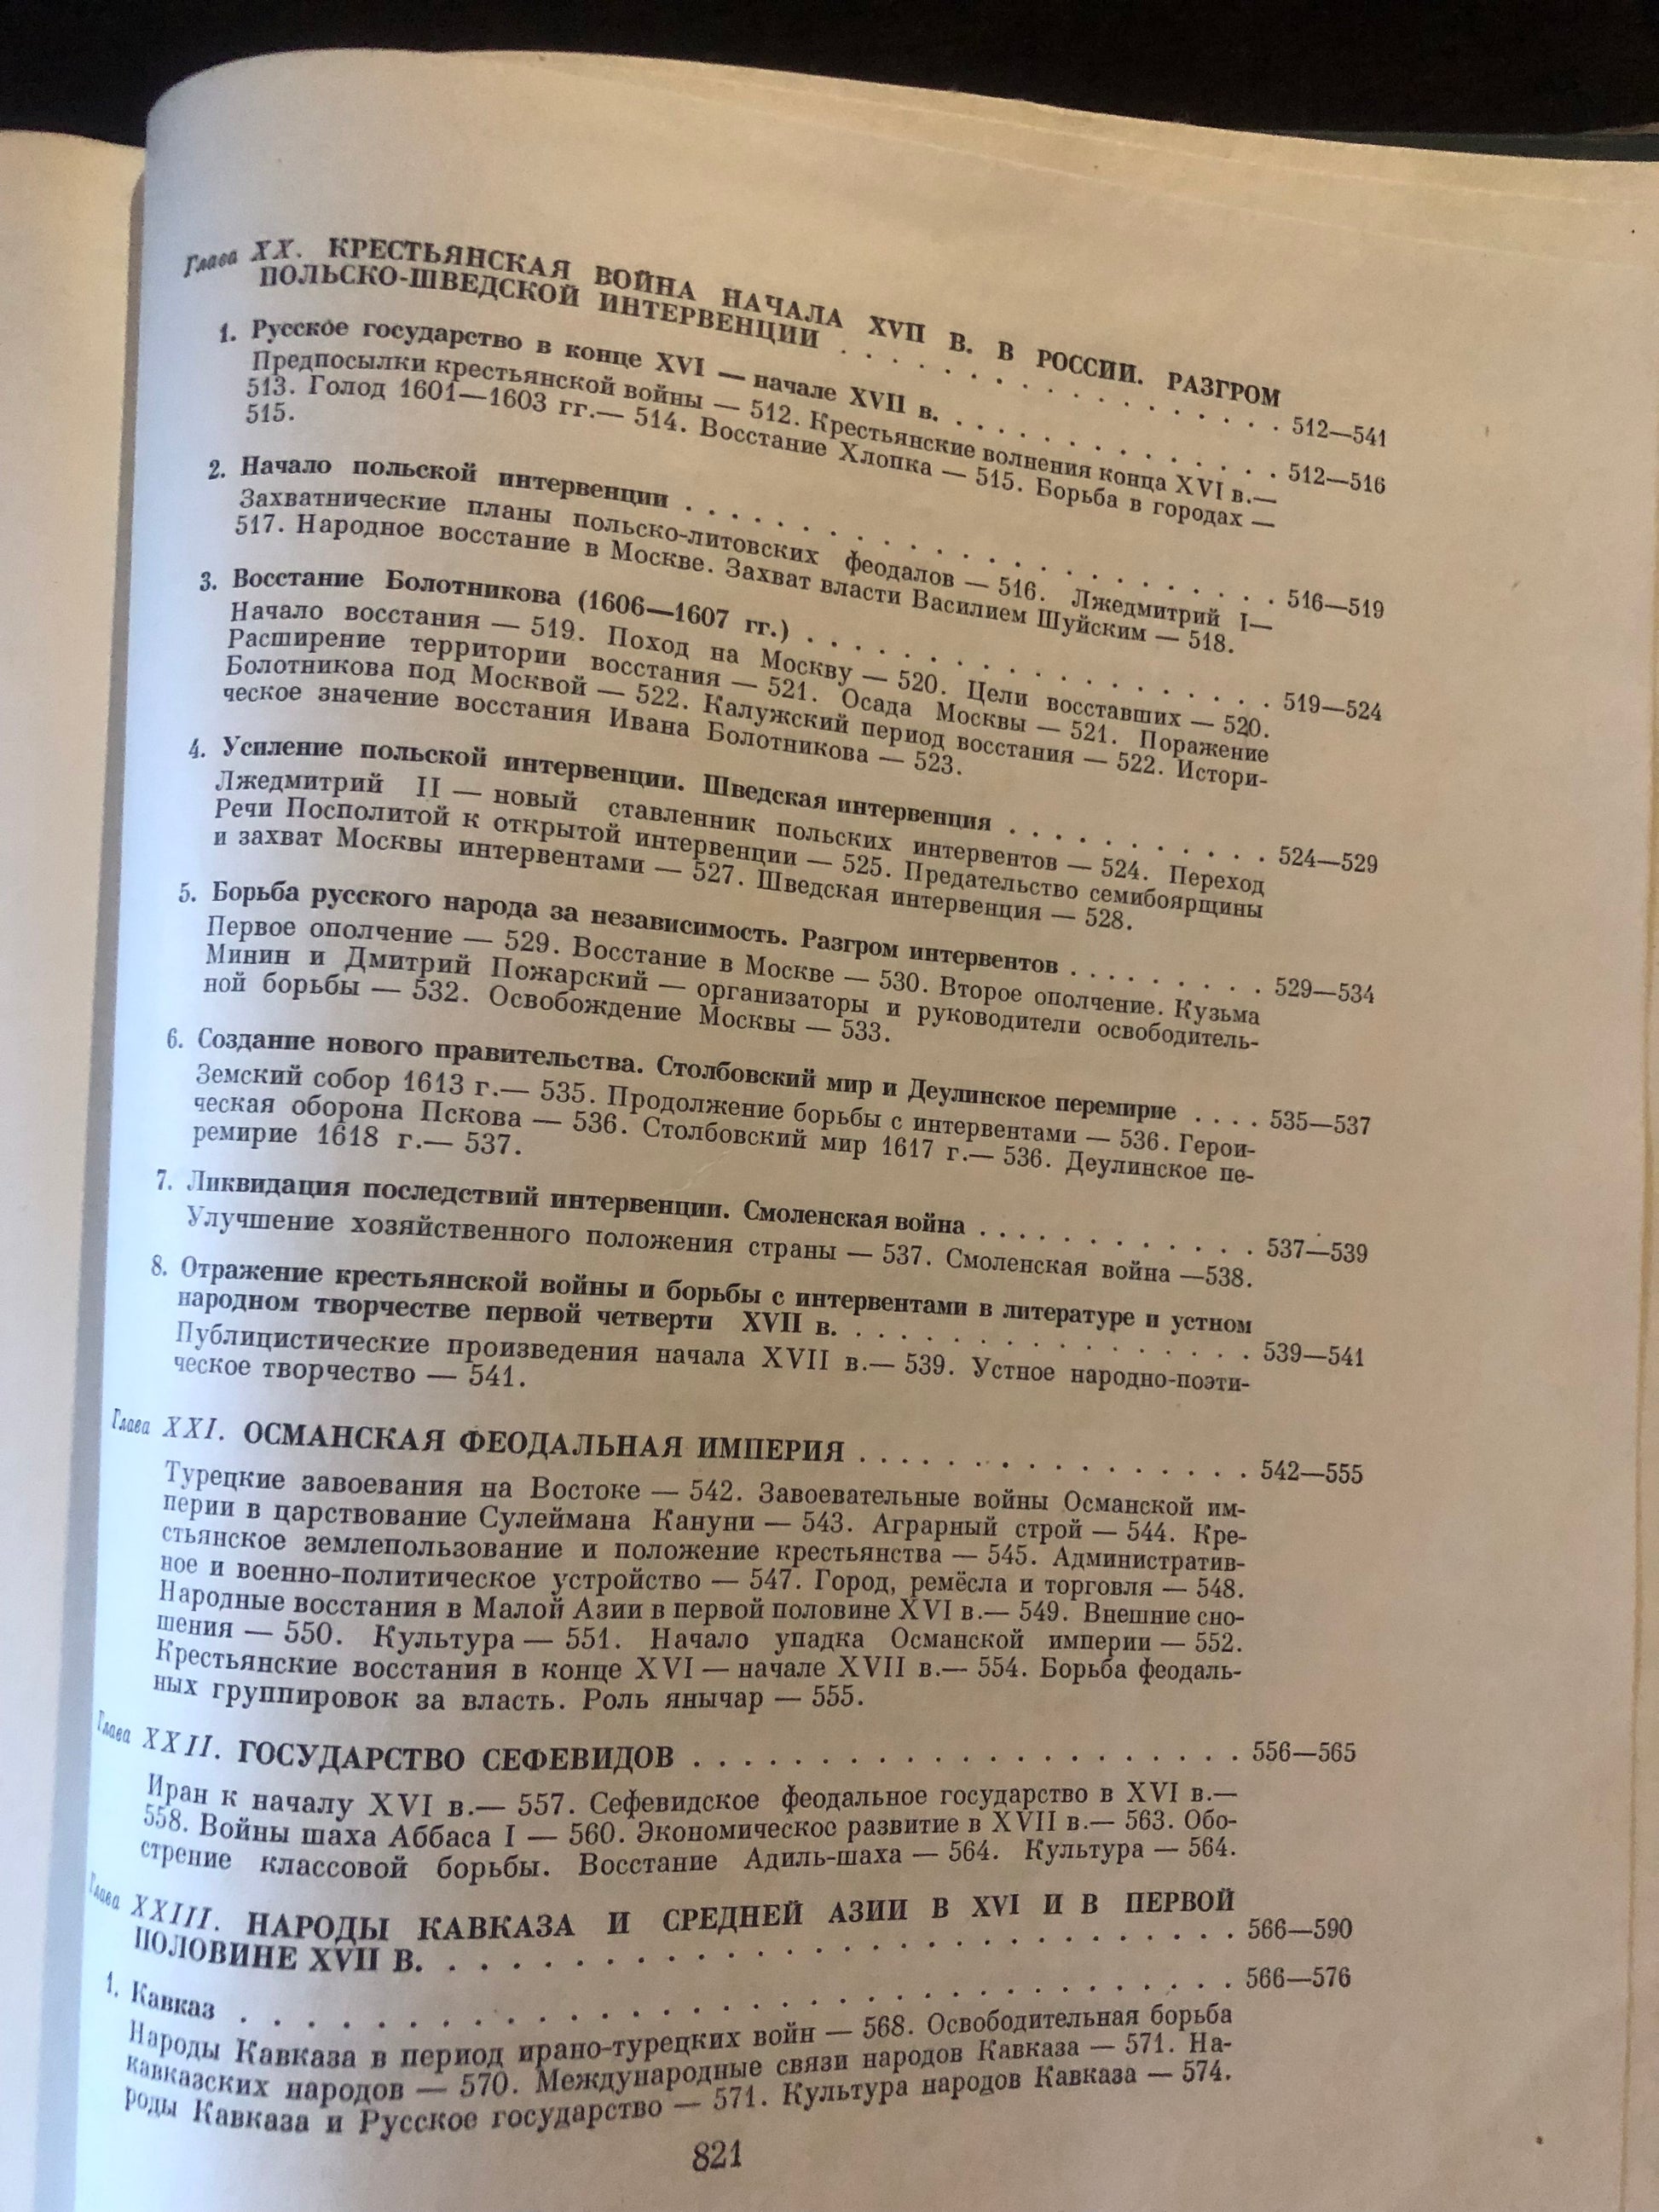 Глава XX. КРЕСТЬЯНСКАЯ ВОЙНА НАЧАЛА XVII В. В РОССИИ. РАЗГРОМ
ПОЛЬСКО-ШВЕДСКОЙ ИНТЕРВЕНЦИИ . . . . . . . . . . . . . . . . 512—541
1. Русское государство в конце XVI — начале XVII в. . . . . . . . . . . . . 512—516
Предпосылки крестьянской войны — 512. Крестьянские волнения конца XVI в.—
513. Голод 1601—1603 гг.— 514. Восстание Хлопка — 515. Борьба в городах —
515.
2. Начало польской интервенции . . . . . . . . . . . . . . . . . . . . . 516—519
Захватнические планы польско-литовских феодалов — 516. Лжедмитрий I—
517. Народное восстание в Москве. Захват власти Василием Шуйским — 518.
3. Восстание Болотникова (1606—1607 гг.) . . . . . . . . . . . . . . . . . 519—524
Начало восстания — 519. Поход на Москву — 520. Цели восставших — 520.
Расширение территории восстания — 521. Осада Москвы — 521. Поражение
Болотникова под Москвой — 522. Калужский период восстания — 522. Истори-
ческое значение восстания Ивана Болотникова — 523.
4. Усиление польской интервенции. Шведская интервенция . . . . . . . . . . 524—529
Лжедмитрий II — новый ставленник польских интервентов — 524. Переход
Речи Посполитой к открытой интервенции — 525. Предательство семибоярщины
и захват Москвы интервентами — 527. Шведская интервенция — 528.
5. Борьба русского народа за независимость. Разгром интервентов . . . . . . . . 529—534
Первое ополчение — 529. Восстание в Москве — 530. Второе ополчение. Кузьма
Минин и Дмитрий Пожарский — организаторы и руководители освободитель-
ной борьбы — 532. Освобождение Москвы — 533.
6. Создание нового правительства. Столбовский мир и Деулинское перемирие . . . . 535—537
Земский собор 1613 г.— 535. Продолжение борьбы с интервентами — 536. Герои-
ческая оборона Пскова — 536. Столбовский мир 1617 г.— 536. Деулинское пе-
ремирие 1618 г.— 537.
7. Ликвидация последствий интервенции. Смоленская война . . . . . . . . . . . . 537—539
Улучшение хозяйственного положения страны — 537. Смоленская война —538.
8. Отражение крестьянской войны и борьбы с интервентами в литературе и устном
народном творчестве первой четверти XVII в. . . . . . . . . . . . . . . . 539—541
Публицистические произведения начала XVII в.— 539. Устное народно-поэти-
ческое творчество — 541.
Глава XXI. ОСМАНСКАЯ ФЕОДАЛЬНАЯ ИМПЕРИЯ . . . . . . . . . . . . . . . . 542—555
Турецкие завоевания на Востоке — 542. Завоевательные войны Османской им-
перии в царствование Сулеймана Кануни — 543. Аграрный строй — 544. Кре-
стьянское землепользование и положение крестьянства — 545. Административ-
ное и военно-политическое устройство — 547. Город, ремёсла и торговля — 548.
Народные восстания в Малой Азии в первой половине XVI в.— 549. Внешние сно-
шения — 550. Культура — 551. Начало упадка Османской империи — 552.
Крестьянские восстания в конце XVI — начале XVII в.— 554. Борьба феодаль-
ных группировок за власть. Роль янычар — 555.
Глава XXII. ГОСУДАРСТВО СЕФЕВИДОВ . . . . . . . . . . . . . . . . . . . . . . 556—565
Иран к началу XVI в.— 557. Сефевидское феодальное государство в XVI в.—
558. Войны шаха Аббаса I — 560. Экономическое развитие в XVII в.— 563. Обо-
стрение классовой борьбы. Восстание Адиль-шаха — 564. Культура — 564.
Глава XXIII. НАРОДЫ КАВКАЗА И СРЕДНЕЙ АЗИИ В XVI И В ПЕРВОЙ
ПОЛОВИНЕ XVII В. . . . . . . . . . . . . . . . . . . . . . . . . . . 566—590
1. Кавказ . . . . . . . . . . . . . . . . . . . . . . . . . . . . . . . . 566—576
Народы Кавказа в период ирано-турецких войн — 568. Освободительная борьба
кавказских народов — 570. Международные связи народов Кавказа — 571. На-
роды Кавказа и Русское государство — 571. Культура народов Кавказа — 574.
821